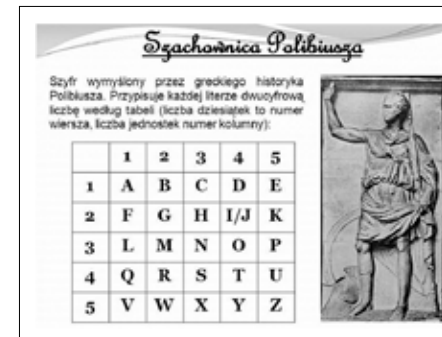 Szachownica Polibiusza
Szyfr wymyślony przez greckiego historyka
Polibiusza. Przypisuje każdej literze dwucyfrową
liczbę według tabeli (liczba dziesiątek to numer
wiersza, liczba jednostek numer kolumny):
1 2 3 4 5
1 A B C D E
2 F G H I/J K
3 L M N O P
4 Q R S T U
5 V W X Y Z